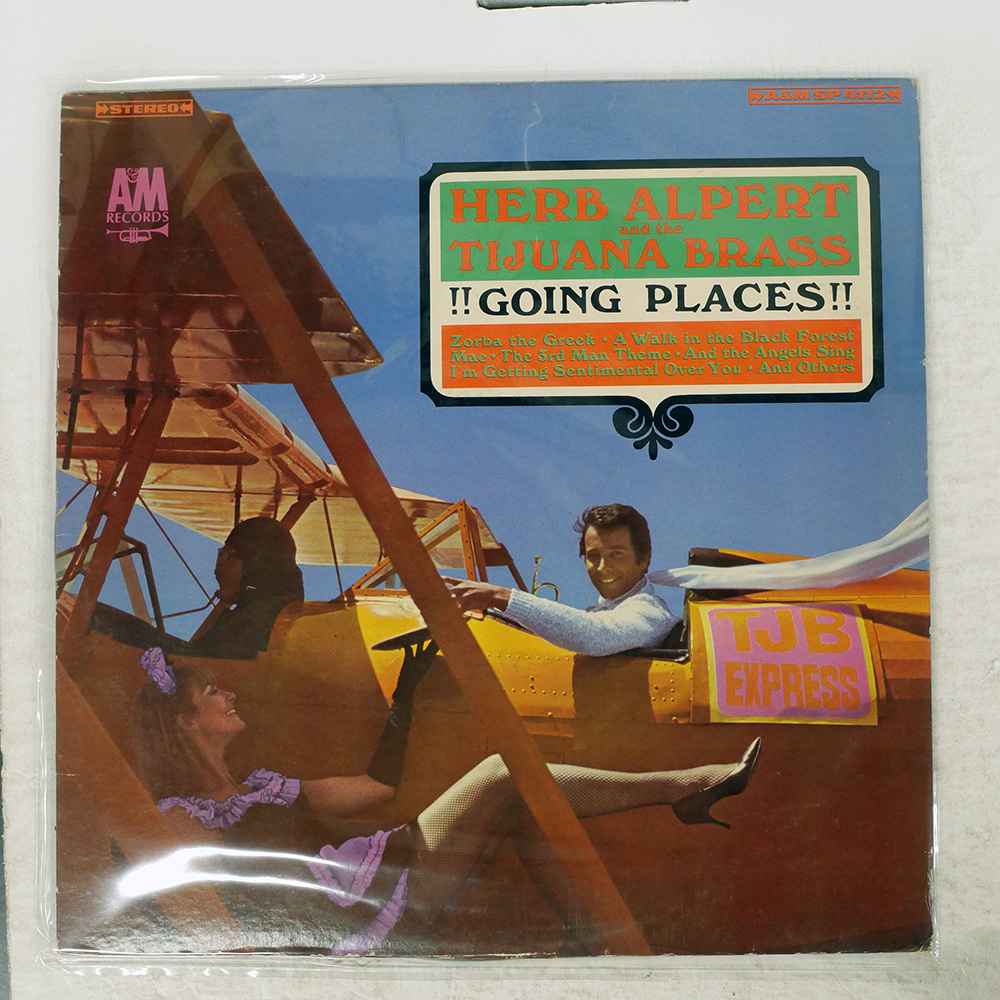 STEREO
A&M SP 4112
A&M
RECORDS
HERB ALPERT
and the
TIJUANA BRASS
!!GOING PLACES!!
Zorba the Greek • A Walk in the Black Forest
Mae • The 3rd Man Theme • And the Angels Sing
I'm Getting Sentimental Over You • And Others
TJB
EXPRESS